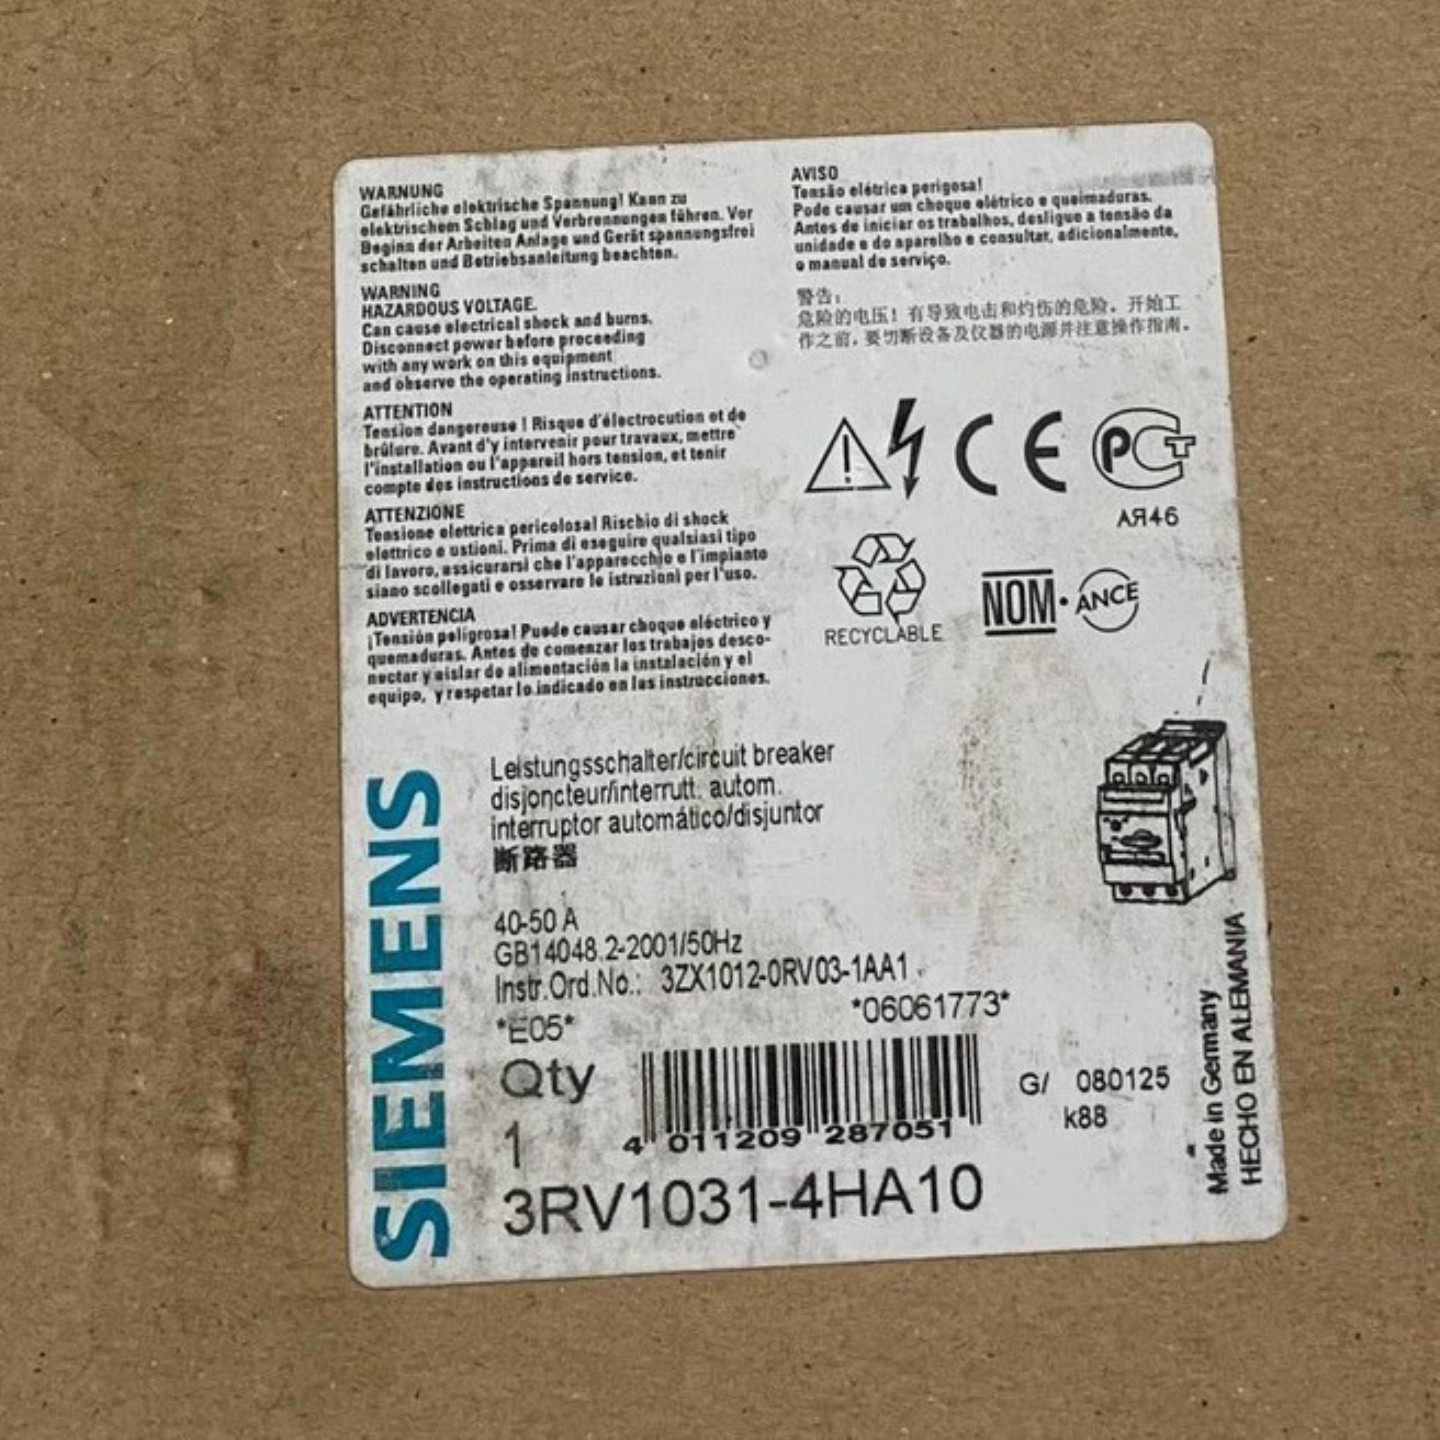 WARNUNG
Gefährliche elektrische Spannung! Kann zu
elektrischem Schlag und Verbrennungen führen. Vor
Beginn der Arbeiten Anlage und Gerät spannungsfrei
schalten und Betriebsanleitung beachten.
WARNING
HAZARDOUS VOLTAGE.
Can cause electrical shock and burns.
Disconnect power before proceeding
with any work on this equipment
and observe the operating instructions.
ATTENTION
Tension dangereuse ! Risque d'électrocution et de
brûlure. Avant d'y intervenir pour travaux, mettre
l'installation ou l'appareil hors tension, et tenir
compte des instructions de service.
ATTENZIONE
Tensione elettrica pericolosa! Rischio di shock
elettrico e ustioni. Prima di eseguire qualsiasi tipo
di lavoro, assicurarsi che l'apparecchio e l'impianto
siano scollegati e osservare le istruzioni per l'uso.
ADVERTENCIA
¡Tensión peligrosa! Puede causar choque eléctrico y
quemaduras. Antes de comenzar los trabajos desco-
nectar y aislar de alimentación la instalación y el
equipo, y respetar lo indicado en las instrucciones.
AVISO
Tensão elétrica perigosa!
Pode causar um choque elétrico e queimaduras.
Antes de iniciar os trabalhos, desligue a tensão da
unidade e do aparelho e consultar, adicionalmente,
o manual de serviço.
警告:
危险的电压! 有导致电击和灼伤的危险。开始工
作之前, 要切断设备及仪器的电源并注意操作指南。
CE
РСТ
АЯ46
RECYCLABLE
NOM·ANCE
SIEMENS
Leistungsschalter/circuit breaker
disjoncteur/interrutt. autom.
interruptor automático/disjuntor
断路器
40-50 A
GB14048.2-2001/50Hz
Instr.Ord.No.: 3ZX1012-0RV03-1AA1
*E05* *06061773*
Qty
1
4 011209 287051
G/ 080125
k88
3RV1031-4HA10
Made in Germany
HECHO EN ALEMANIA